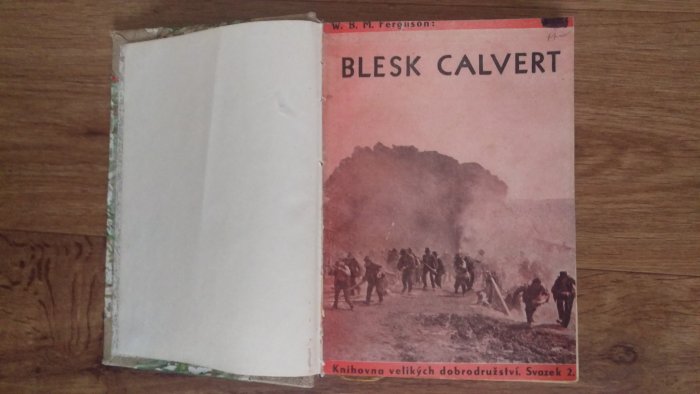 W. B. M. Ferguson:
BLESK CALVERT
Knihovna velikých dobrodružství. Svazek 2.